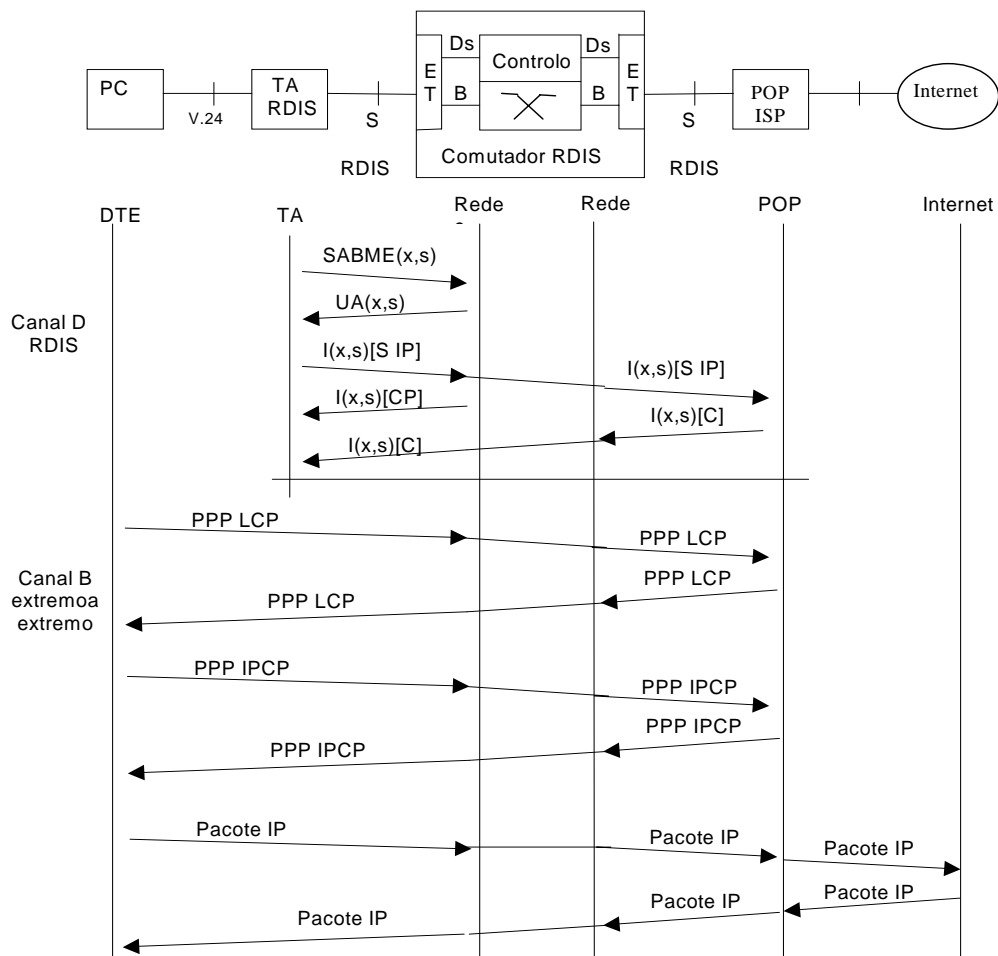 Ds
Ds
PC
TA
RDIS
E
T
Controlo
E
T
POP
ISP
Internet
B
B
V.24
S
S
RDIS
Comutador RDIS
RDIS
DTE
TA
Rede
Rede
POP
Internet
SABME(x,s)
UA(x,s)
Canal D
RDIS
I(x,s)[S IP]
I(x,s)[S IP]
I(x,s)[CP]
I(x,s)[C]
I(x,s)[C]
PPP LCP
PPP LCP
Canal B
extremoa
extremo
PPP LCP
PPP LCP
PPP IPCP
PPP IPCP
PPP IPCP
PPP IPCP
Pacote IP
Pacote IP
Pacote IP
Pacote IP
Pacote IP
Pacote IP